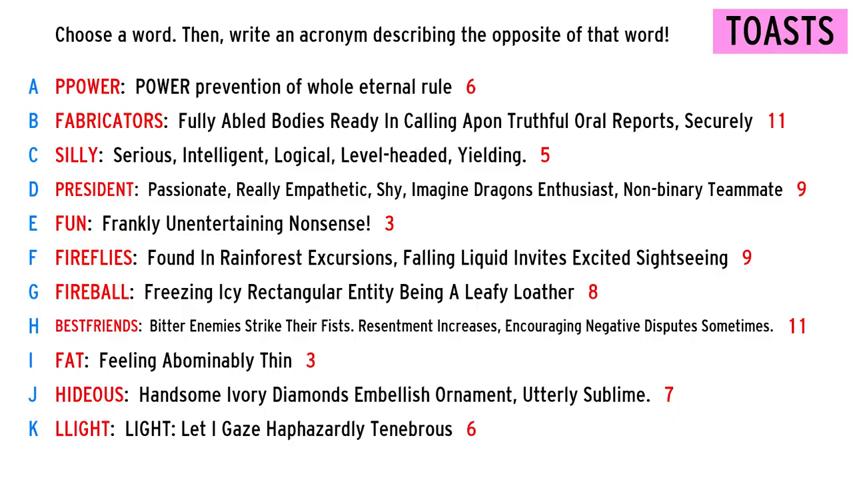 Choose a word. Then, write an acronym describing the opposite of that word!
TOASTS
A PPOWER: POWER prevention of whole eternal rule 6
B FABRICATORS: Fully Abled Bodies Ready In Calling Apon Truthful Oral Reports, Securely 11
C SILLY: Serious, Intelligent, Logical, Level-headed, Yielding. 5
D PRESIDENT: Passionate, Really Empathetic, Shy, Imagine Dragons Enthusiast, Non-binary Teammate 9
E FUN: Frankly Unentertaining Nonsense! 3
F FIREFLIES: Found In Rainforest Excursions, Falling Liquid Invites Excited Sightseeing 9
G FIREBALL: Freezing Icy Rectangular Entity Being A Leafy Loather 8
H BESTFRIENDS: Bitter Enemies Strike Their Fists. Resentment Increases, Encouraging Negative Disputes Sometimes. 11
I FAT: Feeling Abominably Thin 3
J HIDEOUS: Handsome Ivory Diamonds Embellish Ornament, Utterly Sublime. 7
K LLIGHT: LIGHT: Let I Gaze Haphazardly Tenebrous 6